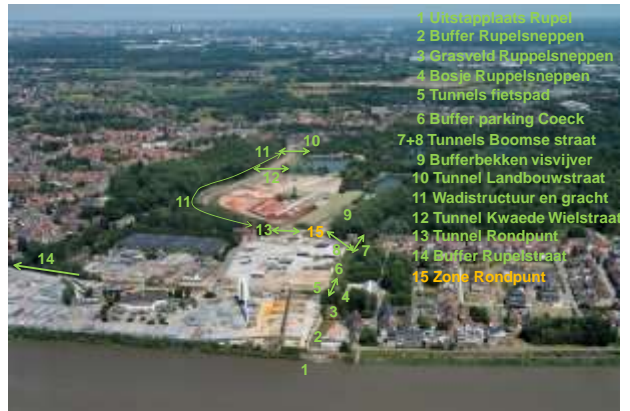 1 Uitstapplaats Rupel
2 Buffer Rupelsneppen
3 Grasveld Ruppelsneppen
4 Bosje Ruppelsneppen
5 Tunnels fietspad
6 Buffer parking Coeck
7+8 Tunnels Boomse straat
9 Bufferbekken visvijver
10 Tunnel Landbouwstraat
11 Wadistructuur en gracht
12 Tunnel Kwaede Wielstraat
13 Tunnel Rondpunt
14 Buffer Rupelstraat
15 Zone Rondpunt
10
11
12
11
9
13
15
8 7
14
6
5
4
3
2
1